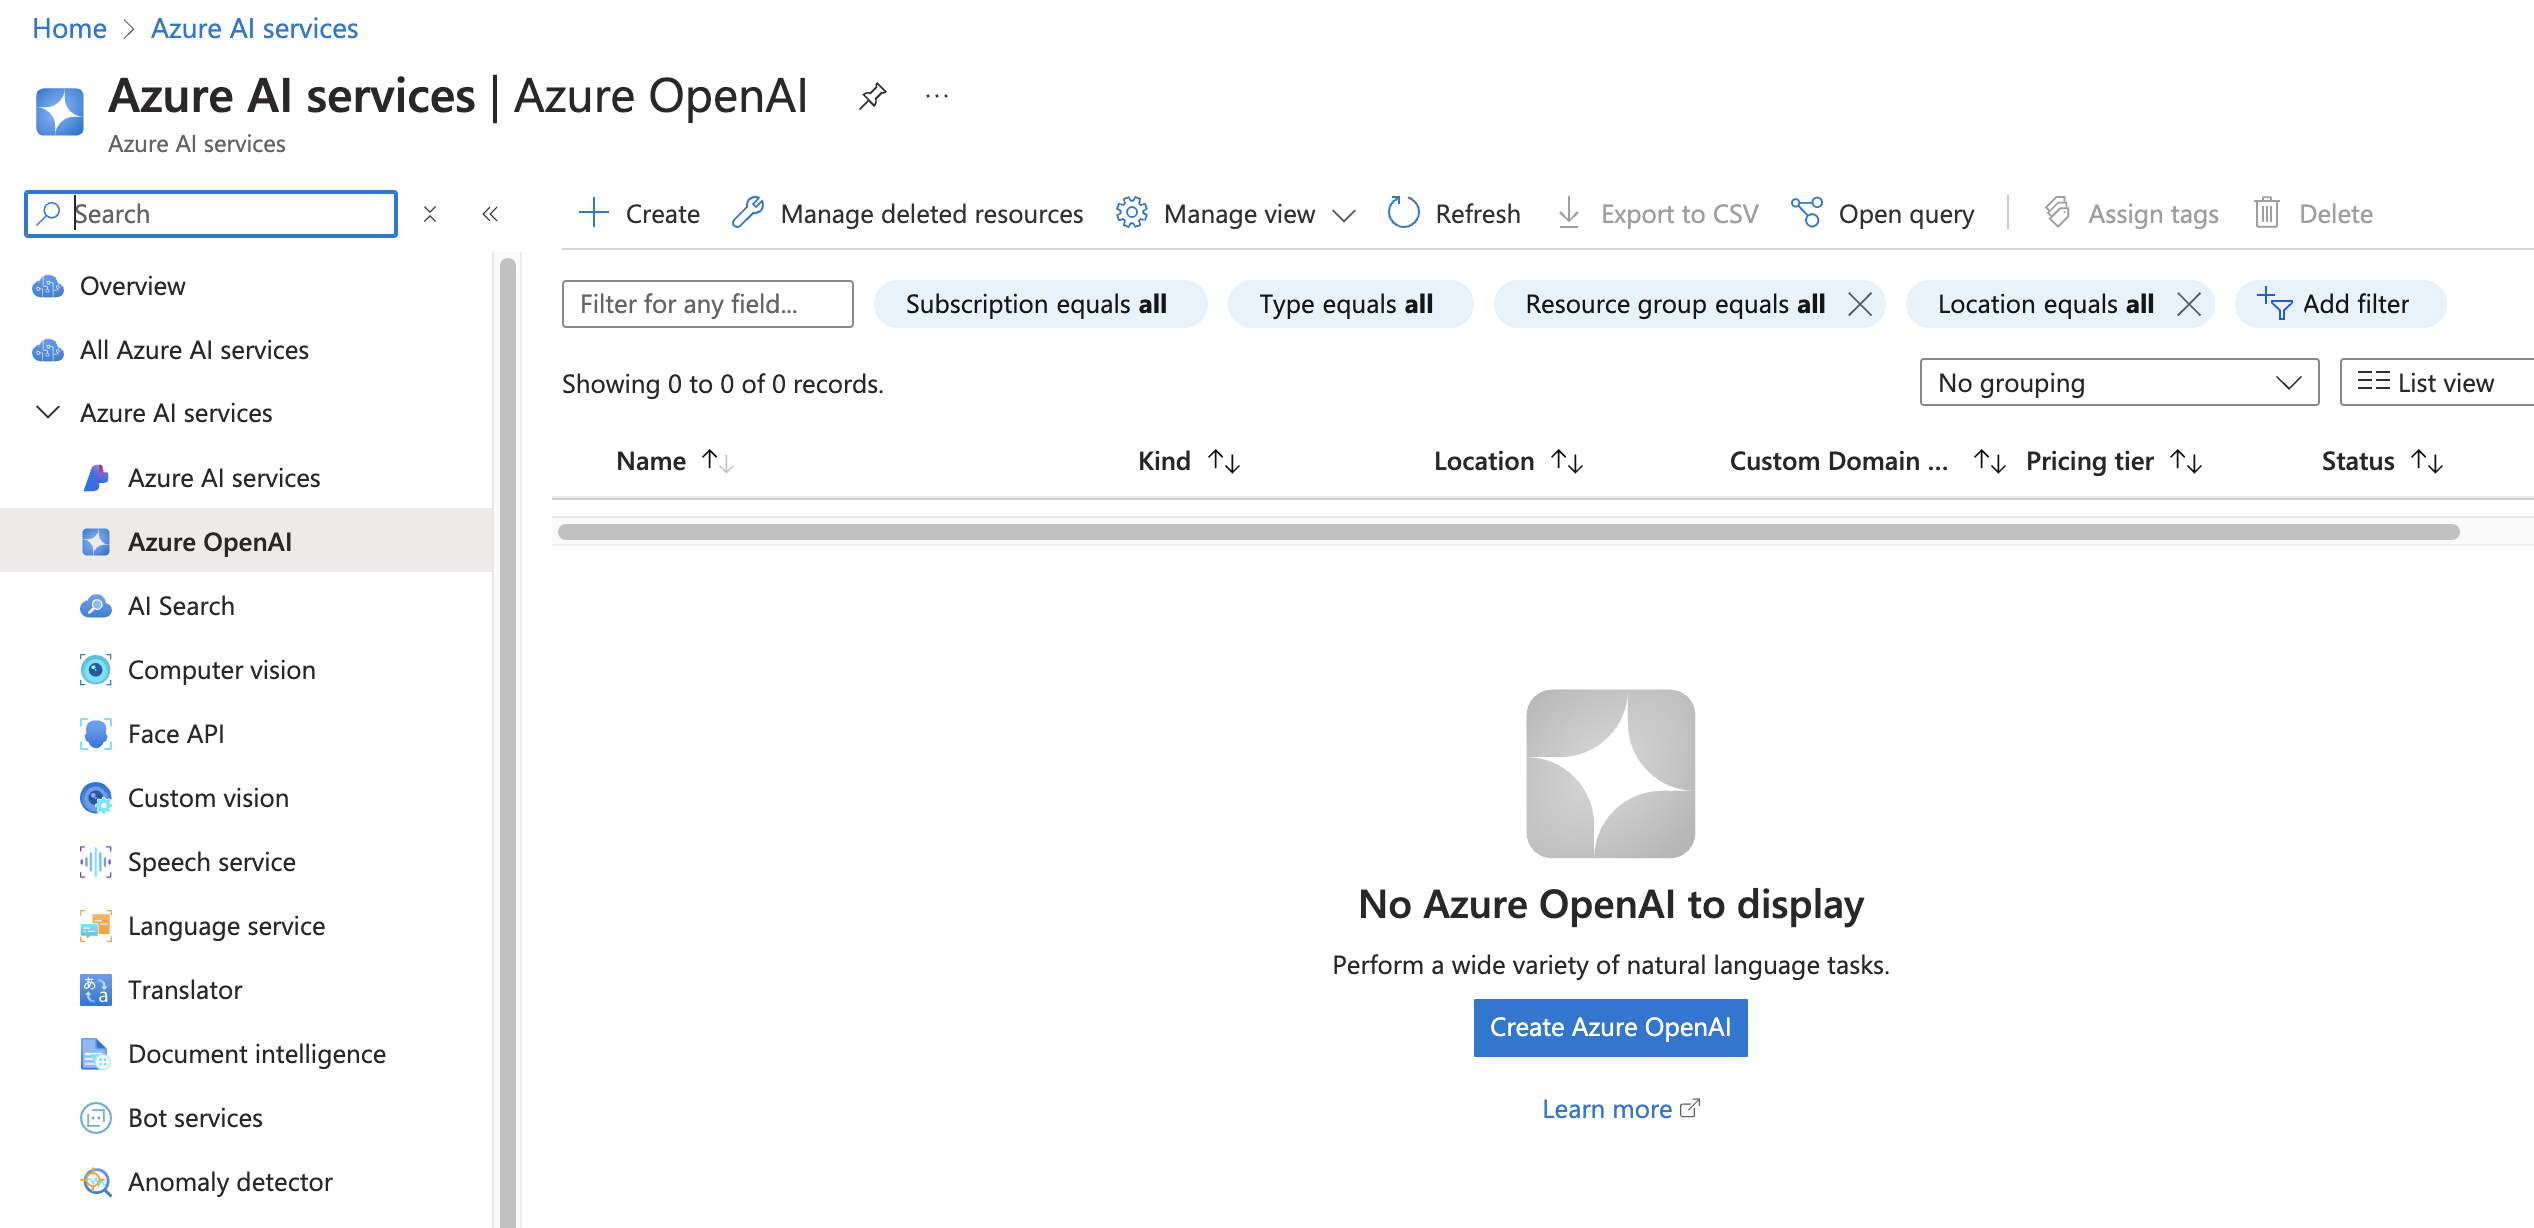 Home > Azure AI services
Azure AI services | Azure OpenAI ...
Azure AI services
Search
Create Manage deleted resources Manage view Refresh Export to CSV Open query Assign tags Delete
Overview
All Azure AI services
Azure AI services
Azure AI services
Azure OpenAI
AI Search
Computer vision
Face API
Custom vision
Speech service
Language service
Translator
Document intelligence
Bot services
Anomaly detector
Filter for any field... Subscription equals all Type equals all Resource group equals all Location equals all Add filter
Showing 0 to 0 of 0 records. No grouping List view
Name Kind Location Custom Domain ... Pricing tier Status
No Azure OpenAI to display
Perform a wide variety of natural language tasks.
Create Azure OpenAI
Learn more